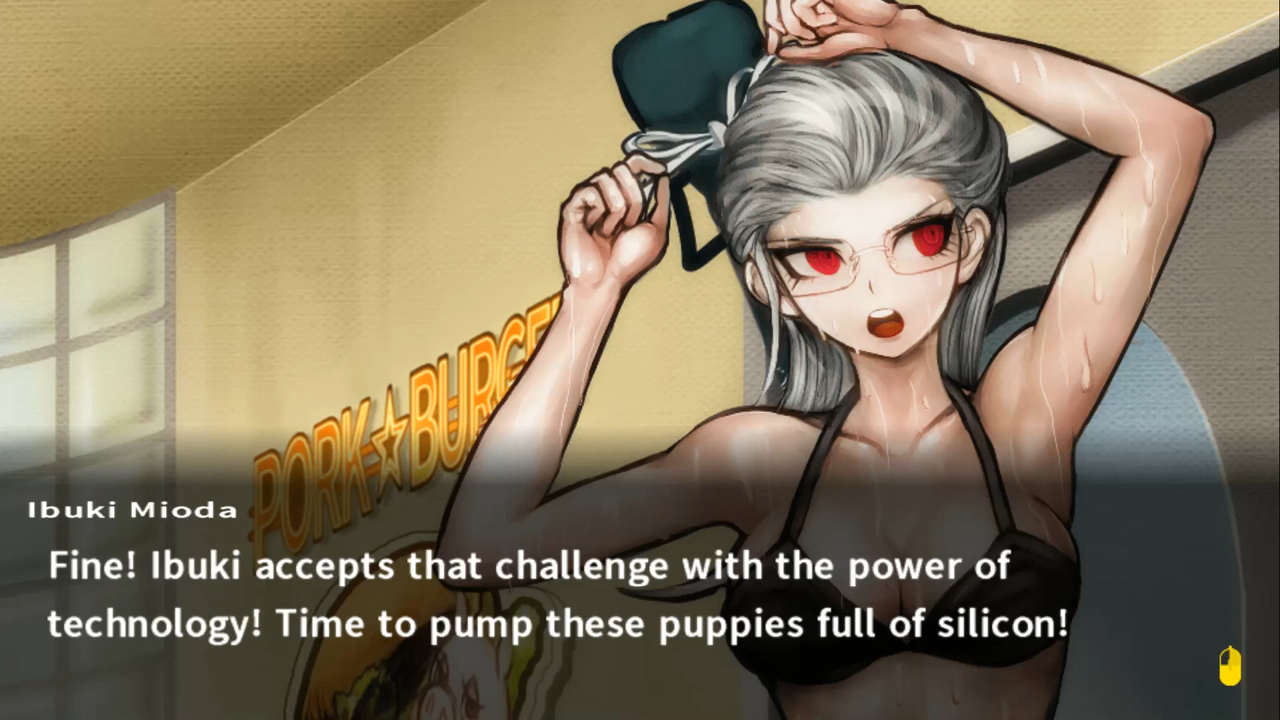 PORK★BURGE
Ibuki Mioda
Fine! Ibuki accepts that challenge with the power of
technology! Time to pump these puppies full of silicon!